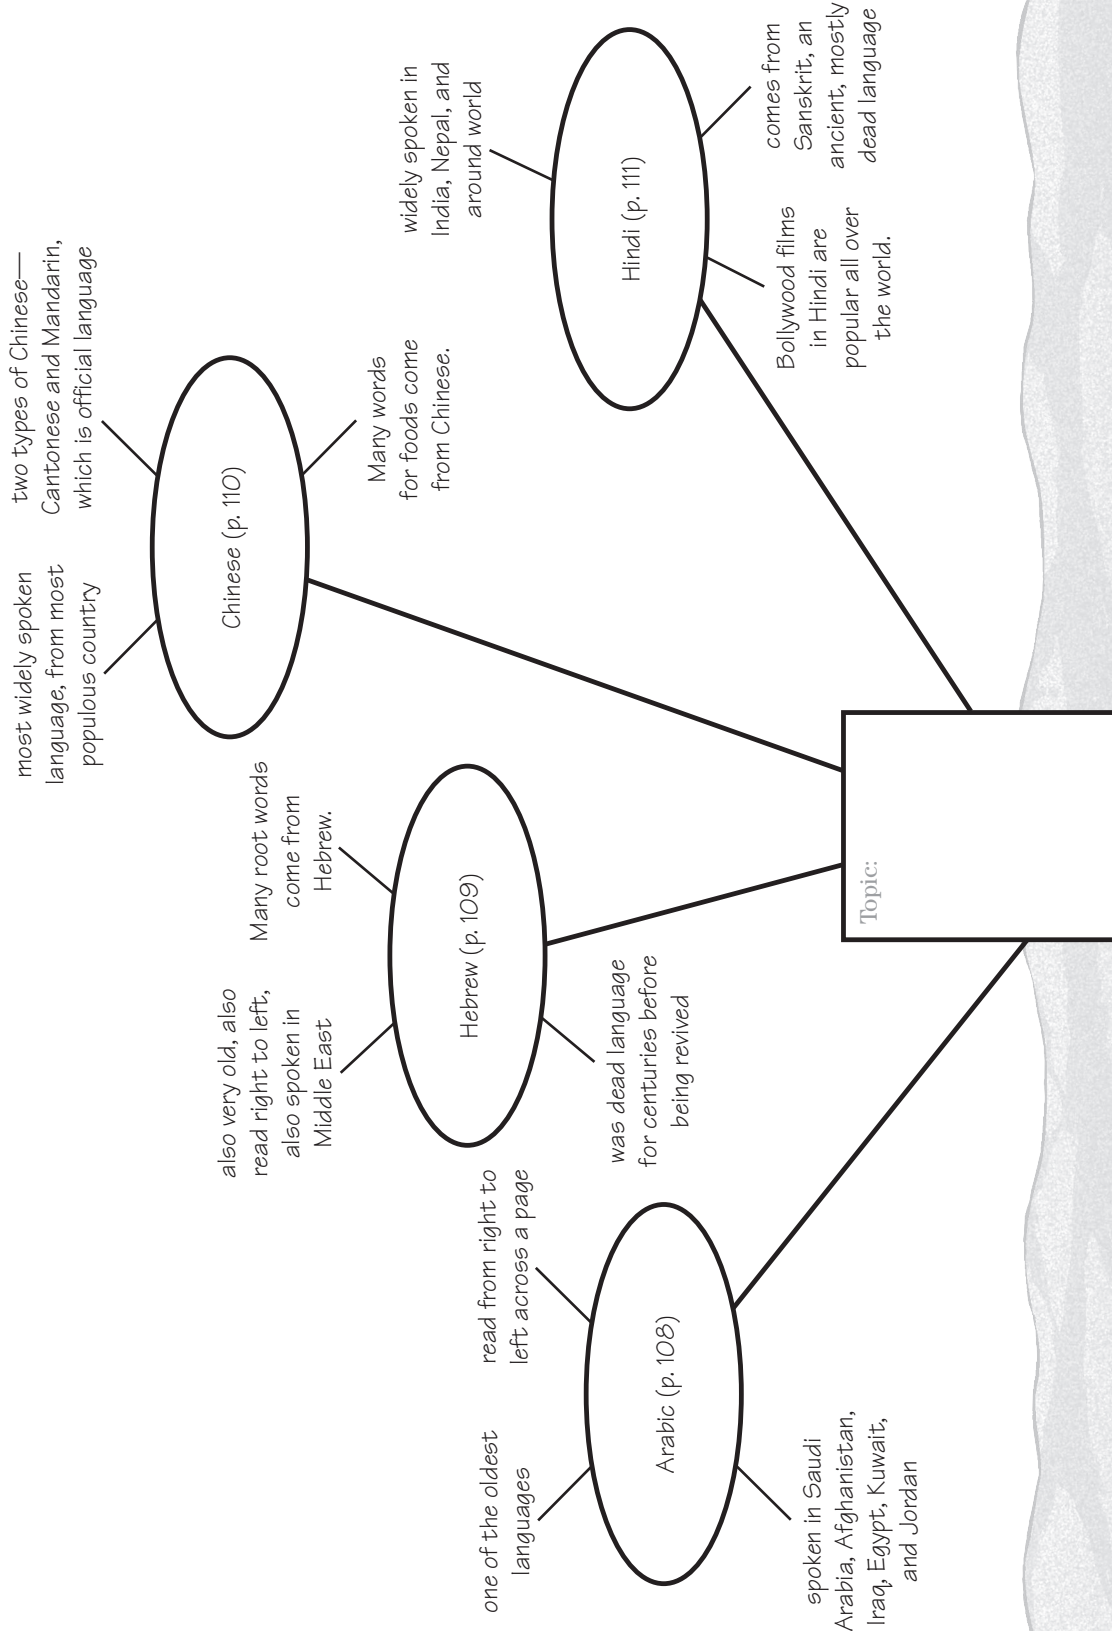 one of the oldest
languages
read from right to
left across a page
Arabic (p. 108)
spoken in Saudi
Arabia, Afghanistan,
Iraq, Egypt, Kuwait,
and Jordan
also very old, also
read right to left,
also spoken in
Middle East
Many root words
come from
Hebrew.
Hebrew (p. 109)
was dead language
for centuries before
being revived
most widely spoken
language, from most
populous country
two types of Chinese—
Cantonese and Mandarin,
which is official language
Chinese (p. 110)
Many words
for foods come
from Chinese.
widely spoken in
India, Nepal, and
around world
Hindi (p. 111)
Bollywood films
in Hindi are
popular all over
the world.
comes from
Sanskrit, an
ancient, mostly
dead language
Topic: